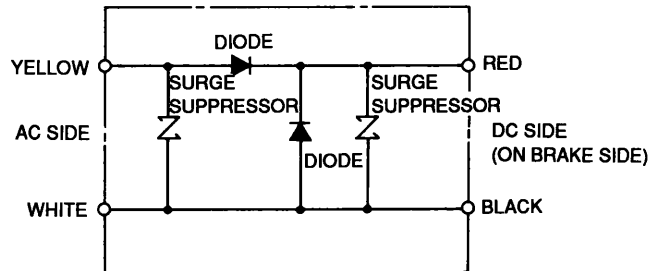 DIODE
YELLOW
RED
SURGE
SUPPRESSOR
SURGE
SUPPRESSOR
AC SIDE
DC SIDE
(ON BRAKE SIDE)
DIODE
WHITE
BLACK